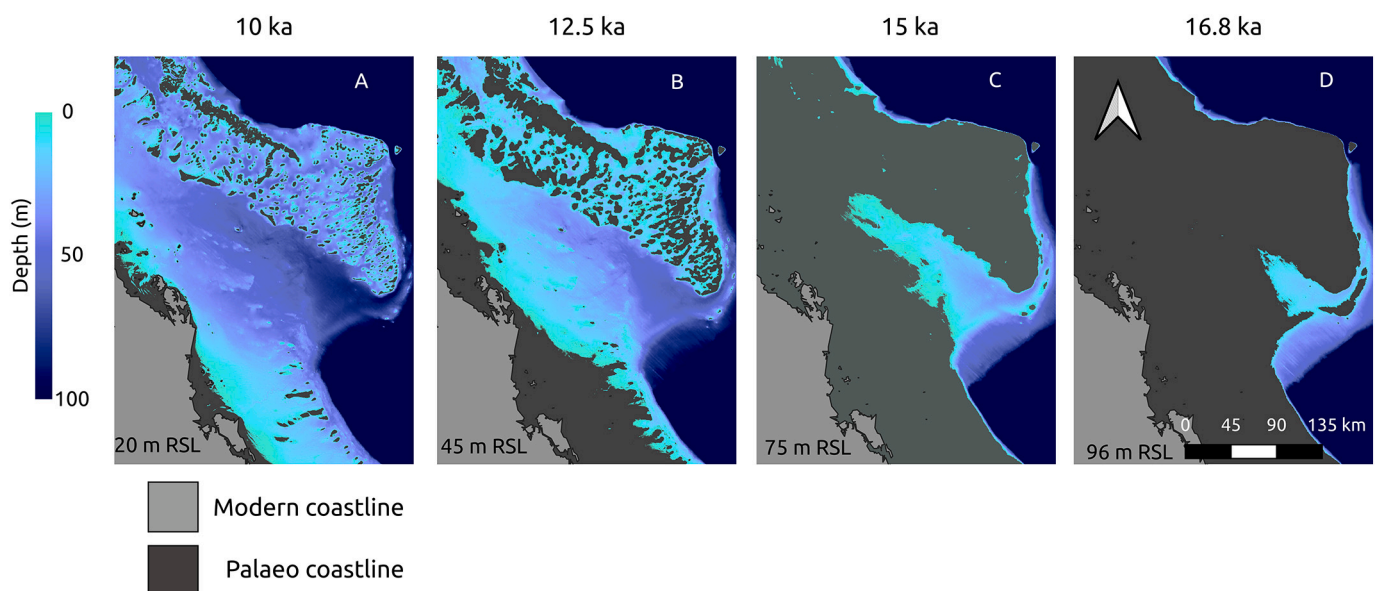 10 ka
12.5 ka
15 ka
16.8 ka
A
B
C
D
0
50
100
Depth (m)
20 m RSL
45 m RSL
75 m RSL
96 m RSL
0 45 90 135 km
Modern coastline
Palaeo coastline